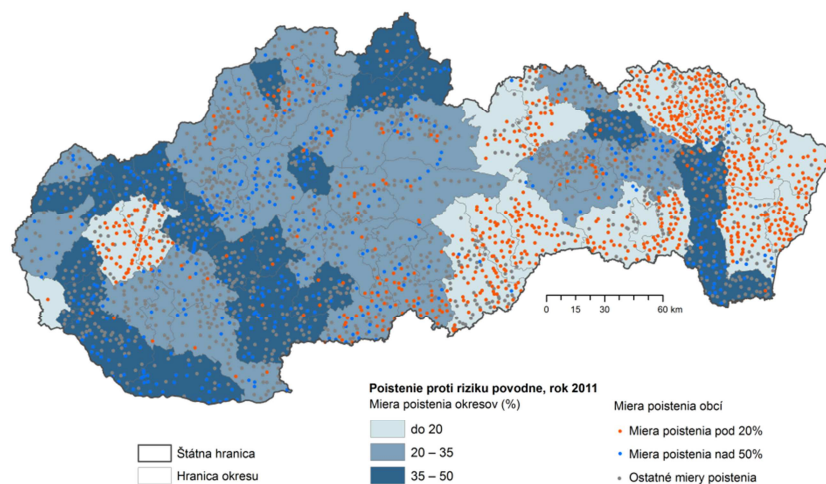 0 15 30 60 km
Poistenie proti riziku povodne, rok 2011
Miera poistenia okresov (%)
do 20
20 – 35
35 – 50
Miera poistenia obcí
Miera poistenia pod 20%
Miera poistenia nad 50%
Ostatné miery poistenia
Štátna hranica
Hranica okresu